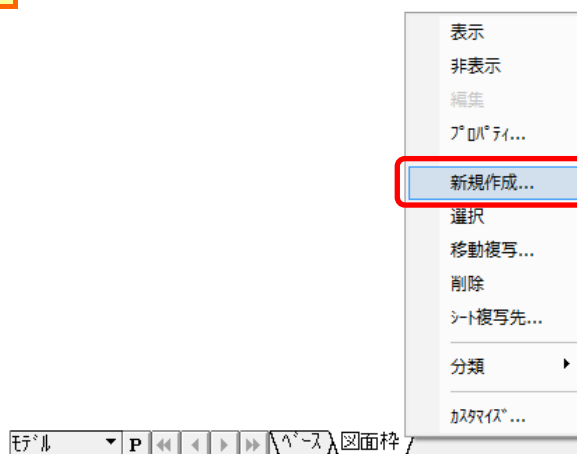 表示
非表示
編集
ﾌﾟﾛﾊﾟﾃｨ...
新規作成...
選択
移動複写...
削除
ｼｰﾄ複写先...
分類
ｶｽﾀﾏｲｽﾞ...
ﾓﾃﾞﾙ P ﾍﾞｰｽ 図面枠